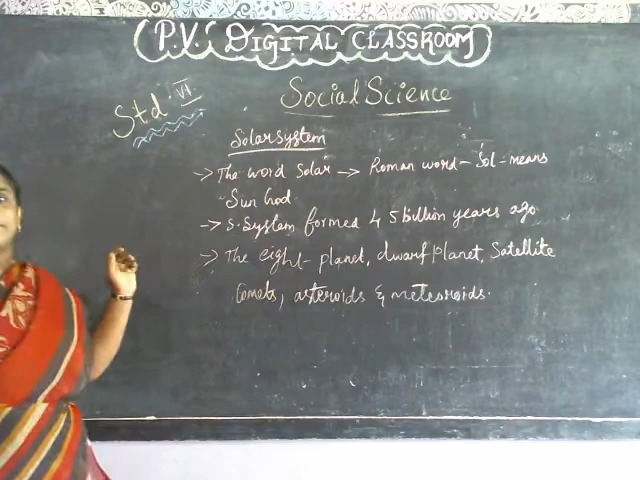 P.V. DIGITAL CLASSROOM
Std VI
Social Science
Solar system
-> The word Solar -> Roman word - Sol - means
Sun God
-> S. System formed 4 5 billion years ago
-> The eight - planet, dwarf planet, Satellite
Comets, asteroids & meteoroids.